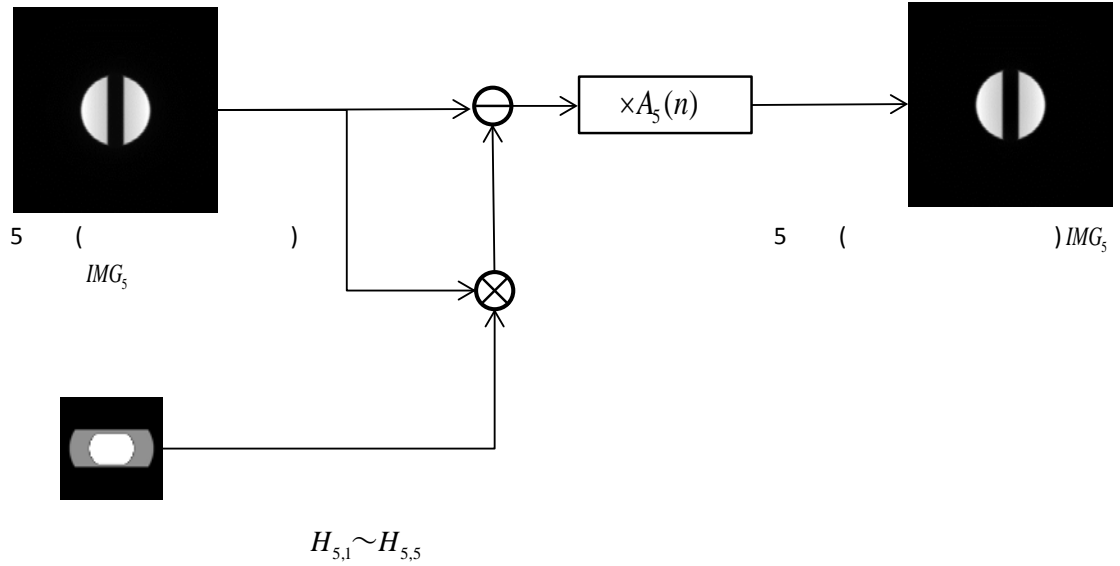 ×A₅(n)
5 ( )
IMG₅
5 ( ) IMG₅
H₅,₁～H₅,₅